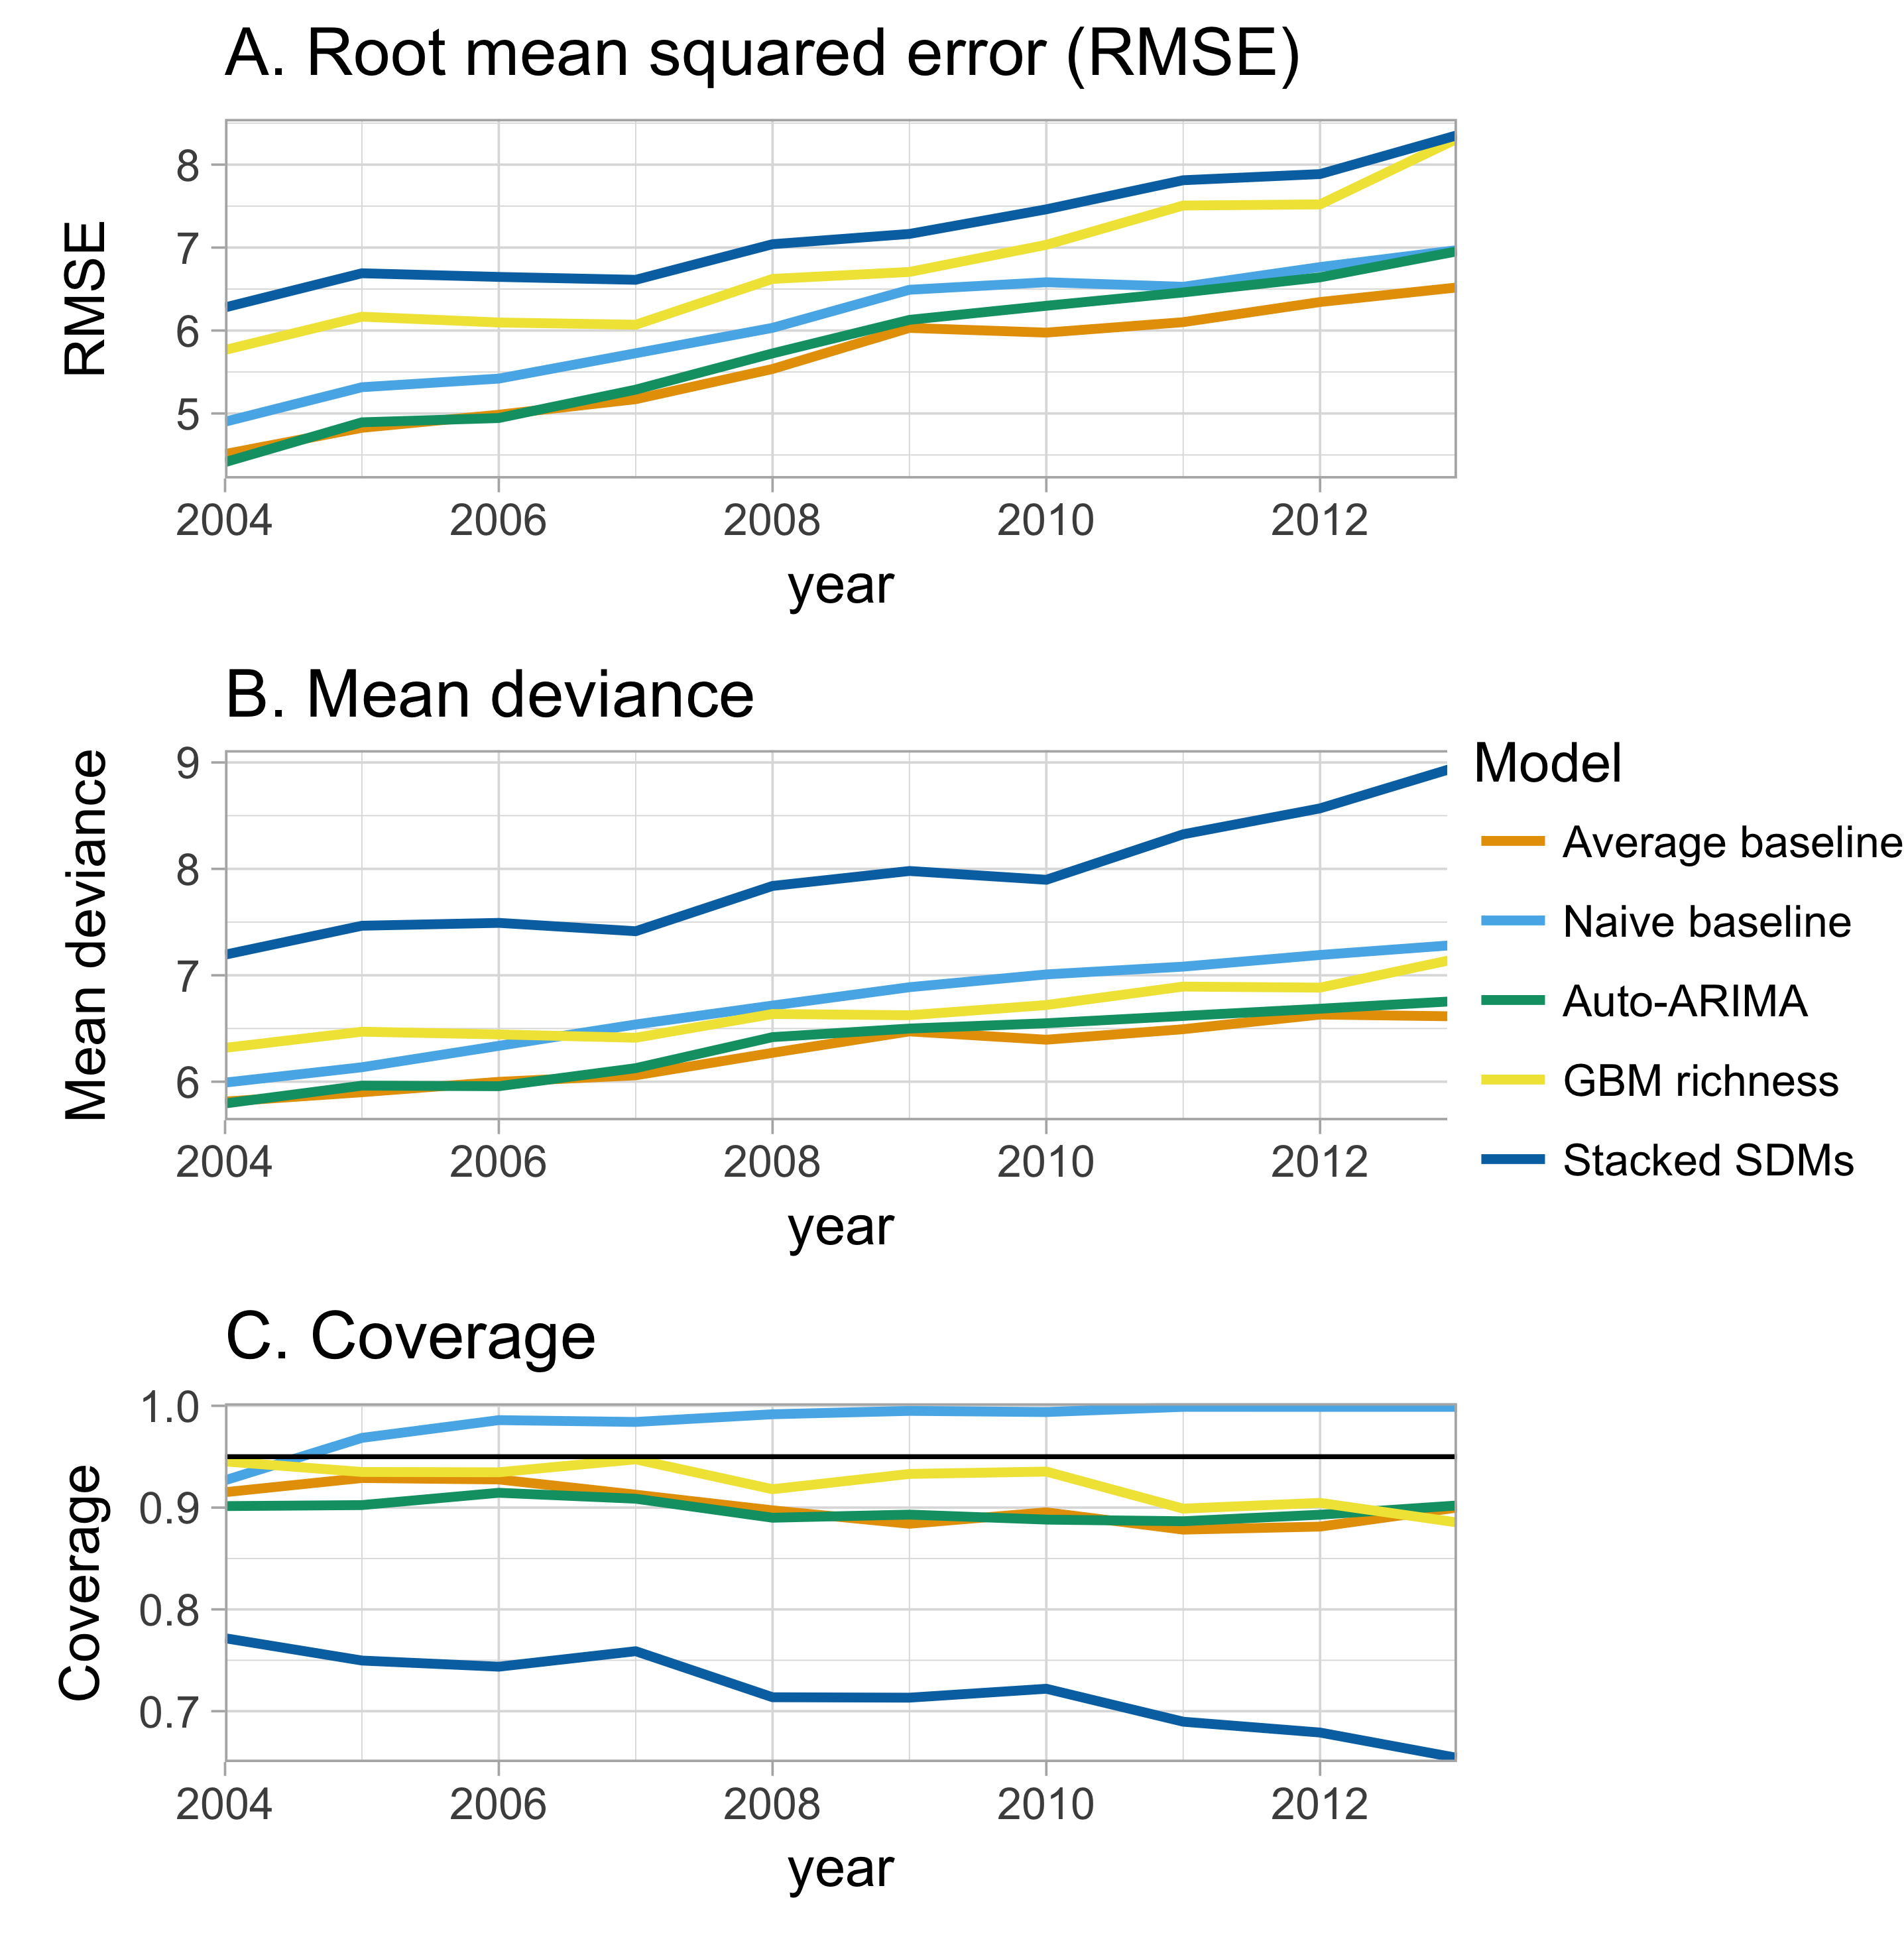 A. Root mean squared error (RMSE)
RMSE
8
7
6
5
2004 2006 2008 2010 2012
year
B. Mean deviance
Mean deviance
9
8
7
6
2004 2006 2008 2010 2012
year
Model
Average baseline
Naive baseline
Auto-ARIMA
GBM richness
Stacked SDMs
C. Coverage
Coverage
1.0
0.9
0.8
0.7
2004 2006 2008 2010 2012
year